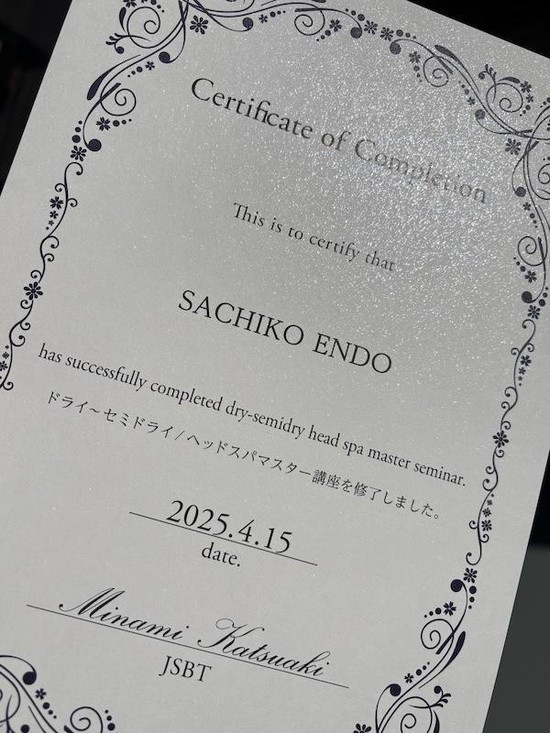 Certificate of Completion
This is to certify that
SACHIKO ENDO
has successfully completed dry-semidry head spa master seminar.
ドライ～セミドライ/ヘッドスパマスター講座を修了しました。
2025.4.15
date.
Minami Katsuaki
JSBT